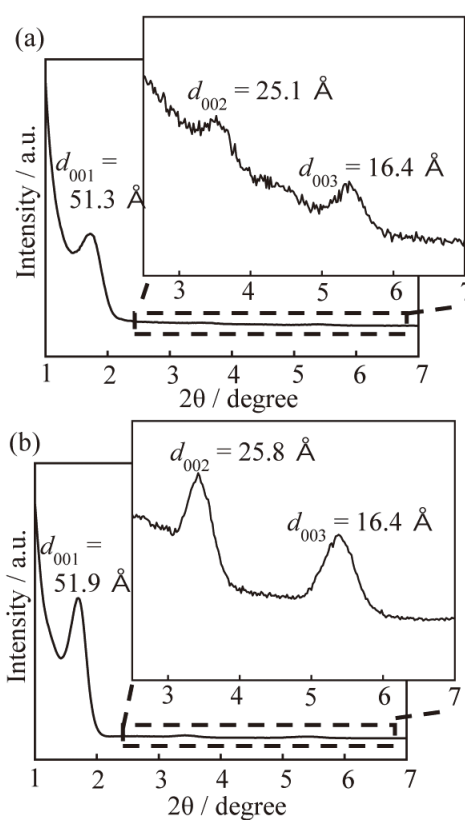 (a)
d002 = 25.1 Å
d003 = 16.4 Å
d001 =
51.3 Å
Intensity / a.u.
3 4 5 6 7
1 2 3 4 5 6 7
2θ / degree
(b)
d002 = 25.8 Å
d003 = 16.4 Å
d001 =
51.9 Å
Intensity / a.u.
3 4 5 6 7
1 2 3 4 5 6 7
2θ / degree